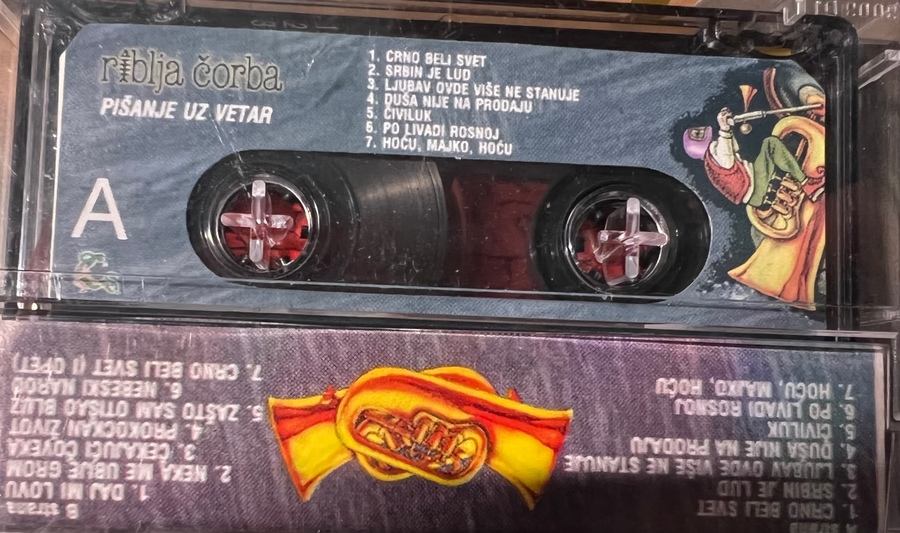 riblja čorba
PIŠANJE UZ VETAR
A
1. CRNO BELI SVET
2. SRBIN JE LUD
3. LJUBAV OVDE VIŠE NE STANUJE
4. DUŠA NIJE NA PRODAJU
5. ČIVILUK
6. PO LIVADI ROSNOJ
7. HOĆU, MAJKO, HOĆU
A strana
1. CRNO BELI SVET
2. SRBIN JE LUD
3. LJUBAV OVDE VIŠE NE STANUJE
4. DUŠA NIJE NA PRODAJU
5. ČIVILUK
6. PO LIVADI ROSNOJ
7. HOĆU, MAJKO, HOĆU
B strana
1. DAJ MI LOVU
2. NEKA ME UBIJE GROM
3. ČEKAJUĆI ČOVEKA
4. PROKOCKAN ŽIVOT
5. ZAŠTO SAM OTIŠAO BLUZ
6. NEBESKI NAROD
7. CRNO BELI SVET (I OPET)